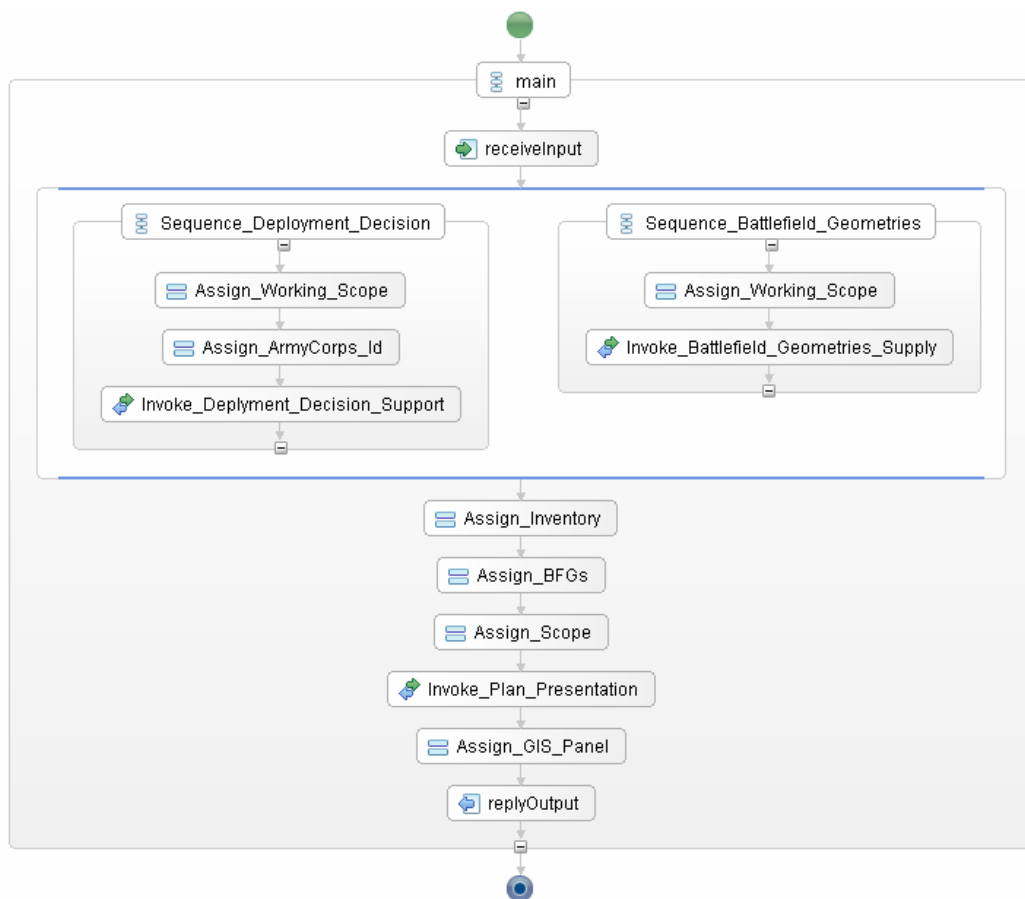 main
receiveInput
Sequence_Deployment_Decision
Assign_Working_Scope
Assign_ArmyCorps_Id
Invoke_Deplyment_Decision_Support
Sequence_Battlefield_Geometries
Assign_Working_Scope
Invoke_Battlefield_Geometries_Supply
Assign_Inventory
Assign_BFGs
Assign_Scope
Invoke_Plan_Presentation
Assign_GIS_Panel
replyOutput